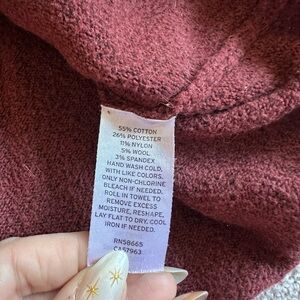 55% COTTON
26% POLYESTER
11% NYLON
5% WOOL
3% SPANDEX
HAND WASH COLD,
WITH LIKE COLORS,
ONLY NON-CHLORINE
BLEACH IF NEEDED.
ROLL IN TOWEL TO
REMOVE EXCESS
MOISTURE, RESHAPE,
LAY FLAT TO DRY. COOL
IRON IF NEEDED.
RN58665
CA57963